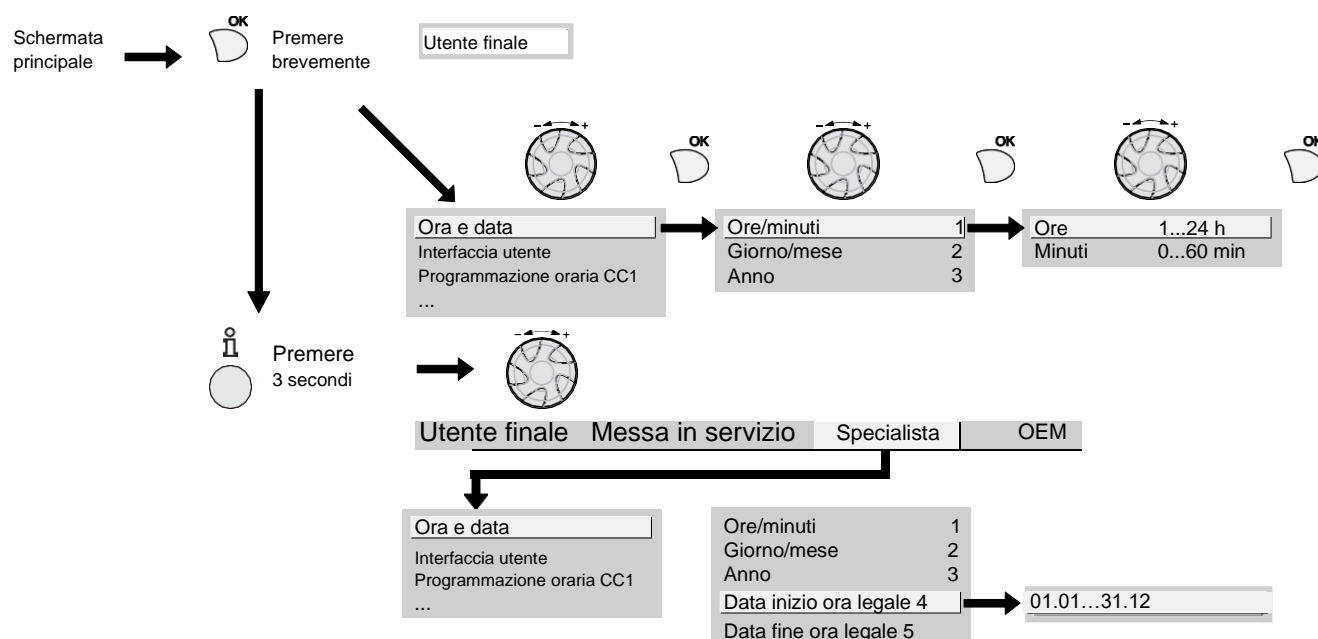 OK
Schermata
principale
Premere
brevemente
Utente finale
- +
OK
- +
OK
- +
OK
Ora e data
Interfaccia utente
Programmazione oraria CC1
...
Ore/minuti 1
Giorno/mese 2
Anno 3
Ore 1...24 h
Minuti 0...60 min
Premere
3 secondi
- +
Utente finale Messa in servizio Specialista OEM
Ora e data
Interfaccia utente
Programmazione oraria CC1
...
Ore/minuti 1
Giorno/mese 2
Anno 3
Data inizio ora legale 4
Data fine ora legale 5
01.01...31.12